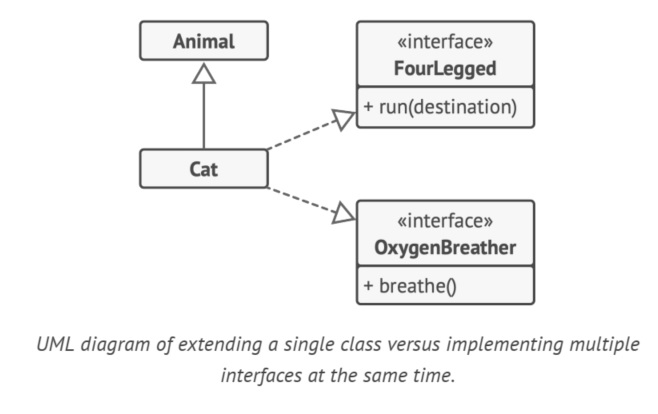 Animal
«interface»
FourLegged
+ run(destination)
Cat
«interface»
OxygenBreather
+ breathe()
UML diagram of extending a single class versus implementing multiple
interfaces at the same time.